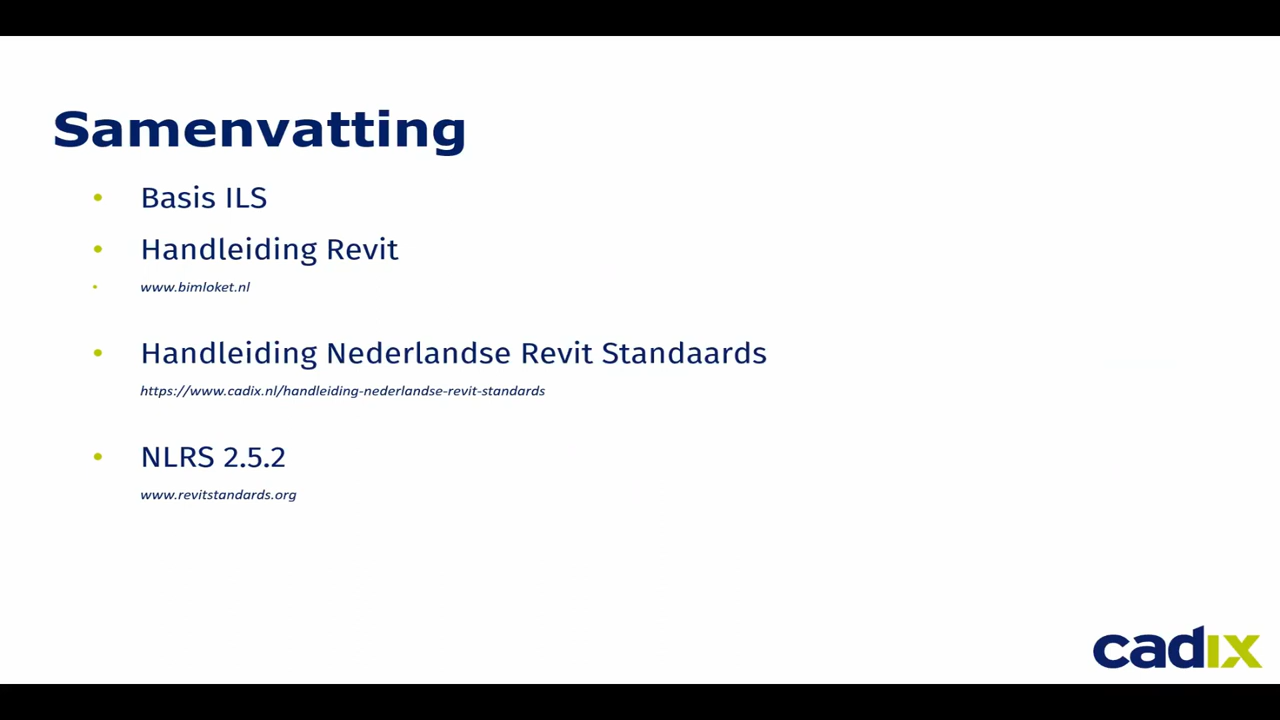 Samenvatting
• Basis ILS
• Handleiding Revit
• www.bimloket.nl
• Handleiding Nederlandse Revit Standaards
https://www.cadix.nl/handleiding-nederlandse-revit-standards
• NLRS 2.5.2
www.revitstandards.org
cadix